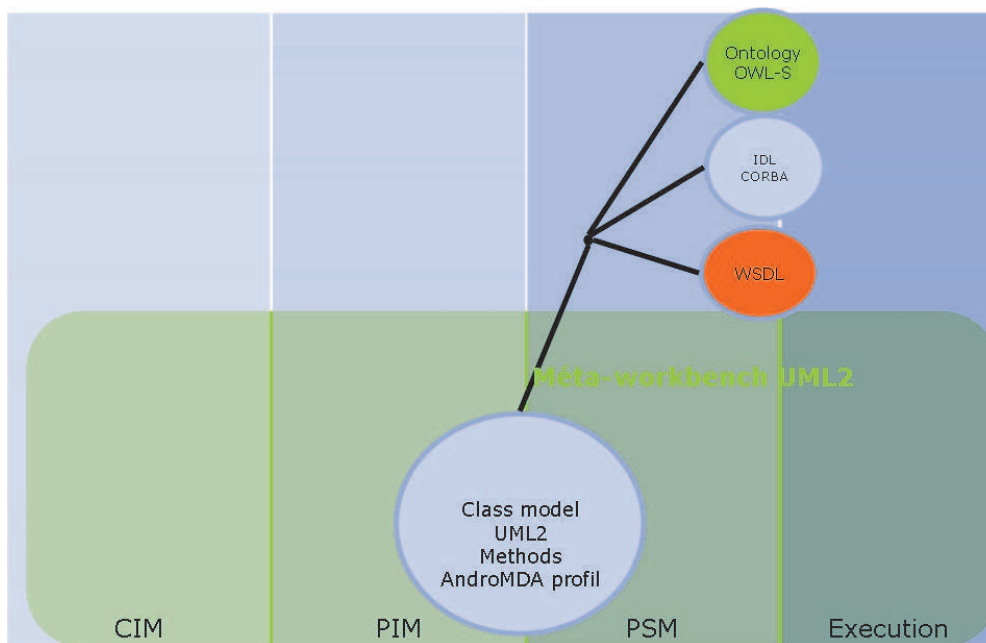 Ontology
OWL-S
IDL
CORBA
WSDL
Méta-workbench UML2
Class model
UML2
Methods
AndroMDA profil
CIM
PIM
PSM
Execution